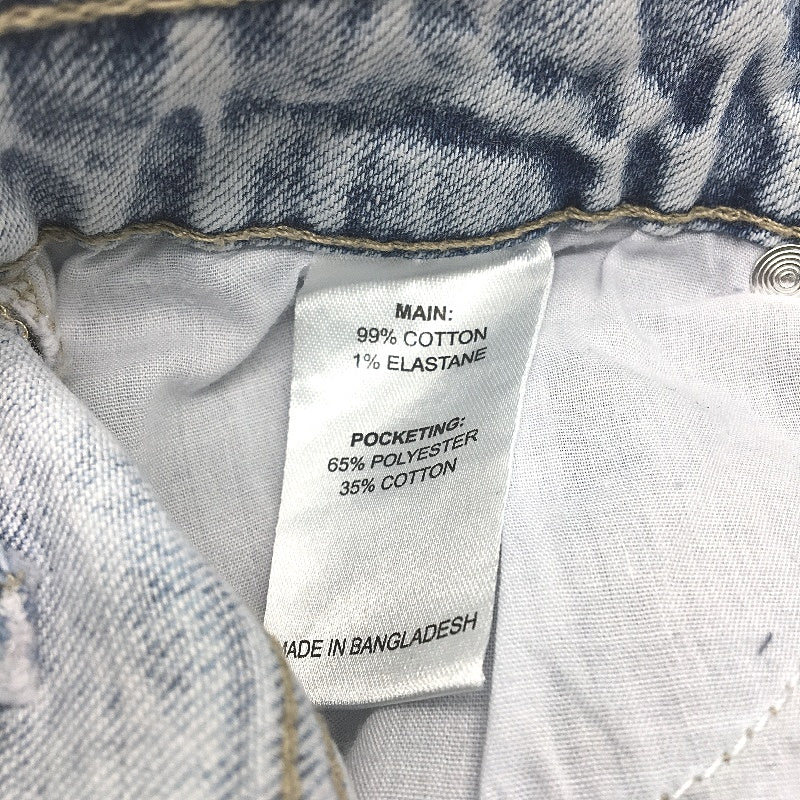 MAIN:
99% COTTON
1% ELASTANE
POCKETING:
65% POLYESTER
35% COTTON
MADE IN BANGLADESH